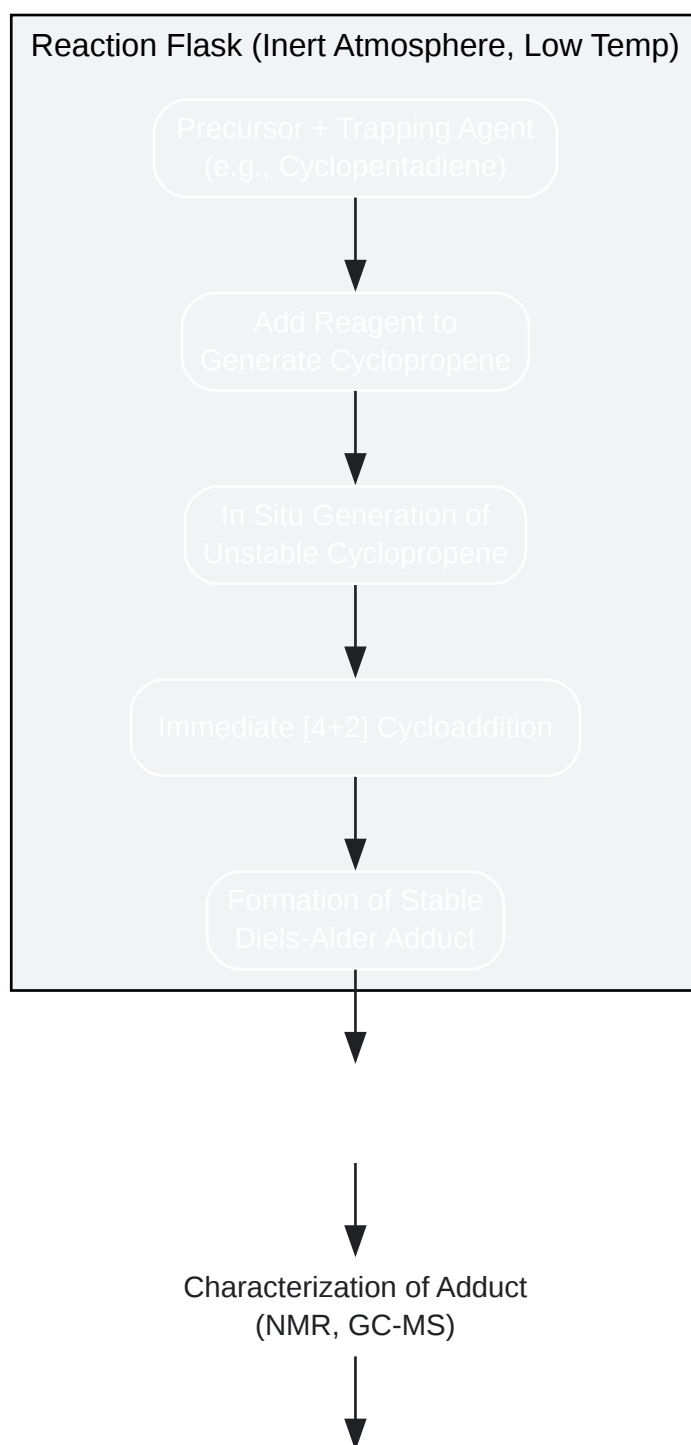 Reaction Flask (Inert Atmosphere, Low Temp)
Precursor + Trapping Agent
(e.g., Cyclopentadiene)
Add Reagent to
Generate Cyclopropene
In Situ Generation of
Unstable Cyclopropene
Immediate [4+2] Cycloaddition
Formation of Stable
Diels-Alder Adduct
Characterization of Adduct
(NMR, GC-MS)